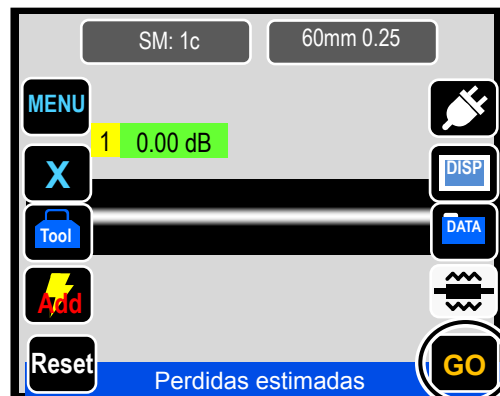 SM: 1c
60mm 0.25
MENU
1 0.00 dB
X
DISP
Tool
DATA
Add
Reset
GO
Perdidas estimadas